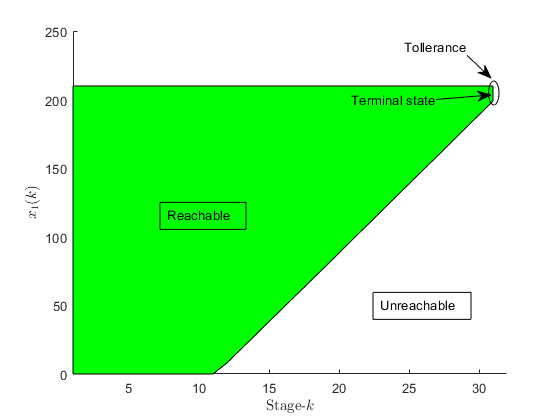 250
Tollerance
200
Terminal state
150
x₁(k)
Reachable
100
50
Unreachable
0
5
10
15
20
25
30
Stage-k